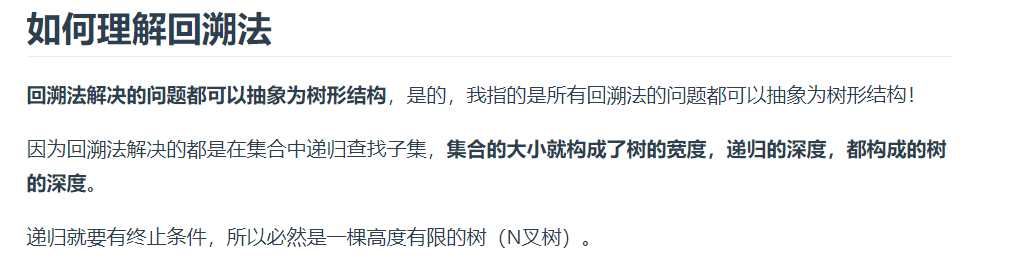 如何理解回溯法
回溯法解决的问题都可以抽象为树形结构，是的，我指的是所有回溯法的问题都可以抽象为树形结构！
因为回溯法解决的都是在集合中递归查找子集，集合的大小就构成了树的宽度，递归的深度，都构成的树
的深度。
递归就要有终止条件，所以必然是一棵高度有限的树（N叉树）。